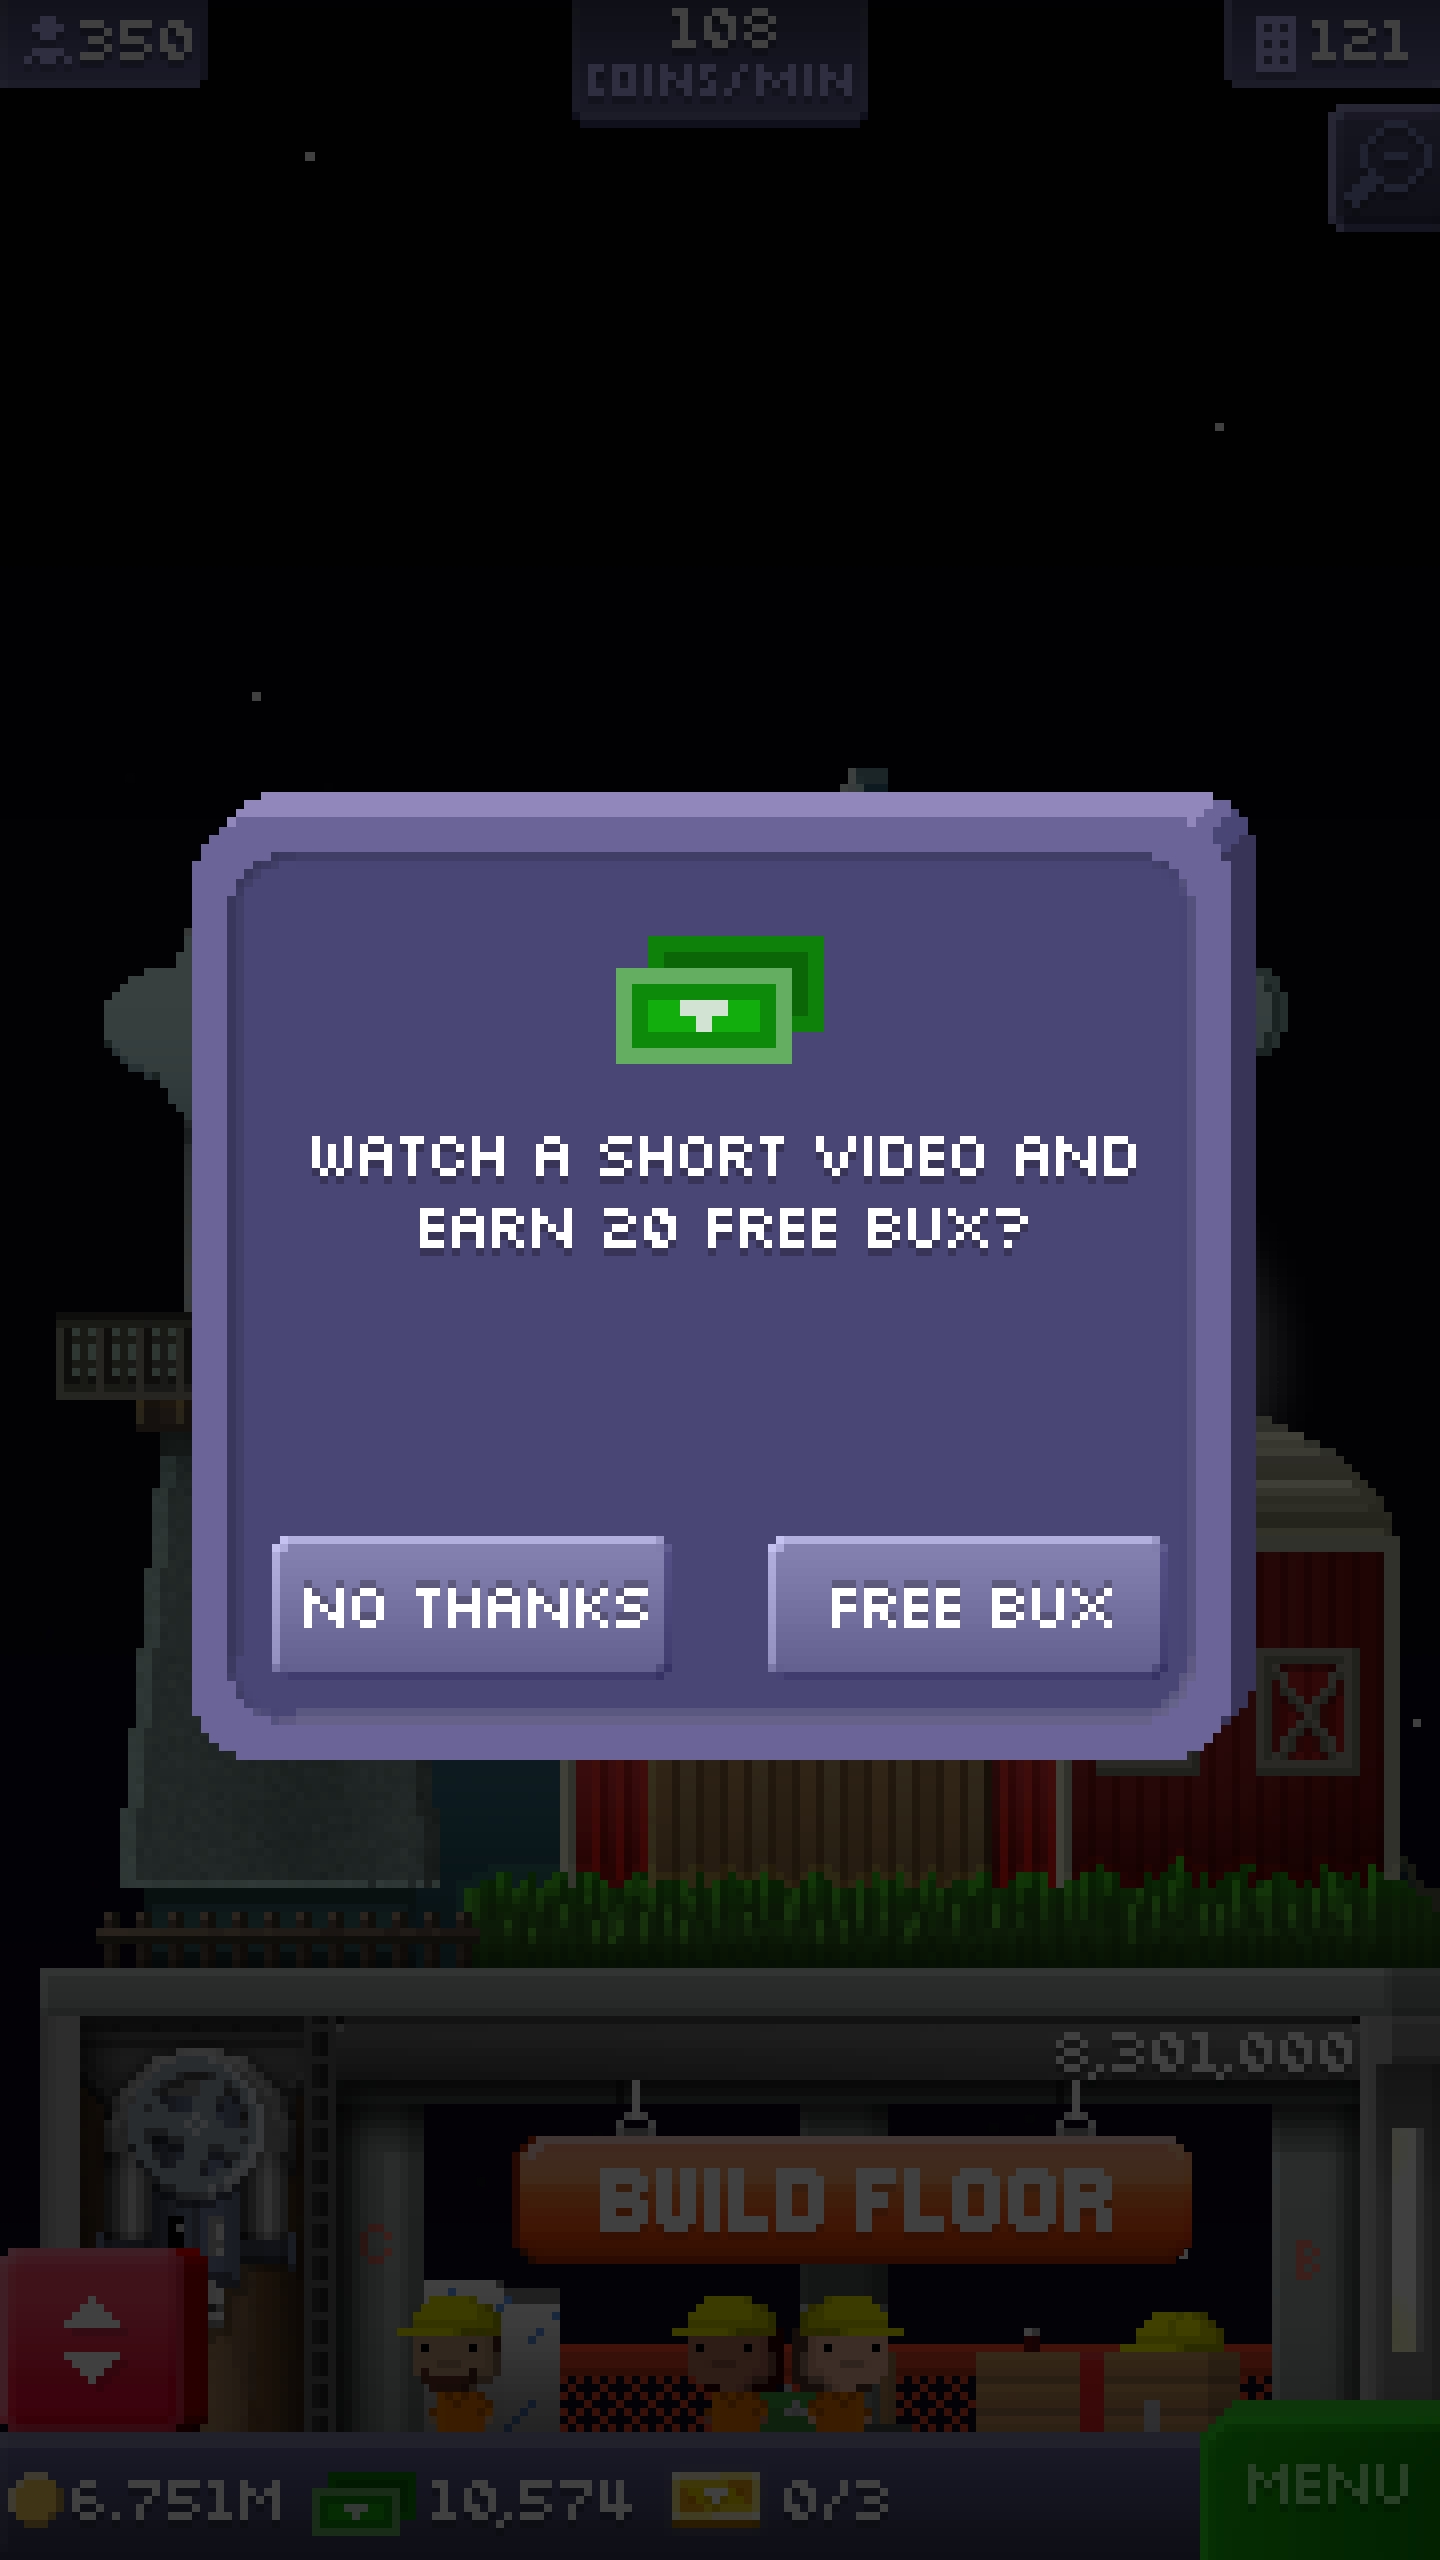 350
108
COINS/MIN
121
WATCH A SHORT VIDEO AND
EARN 20 FREE BUX?
NO THANKS
FREE BUX
8,301,000
BUILD FLOOR
C
B
6.751M
10,574
0/3
MENU